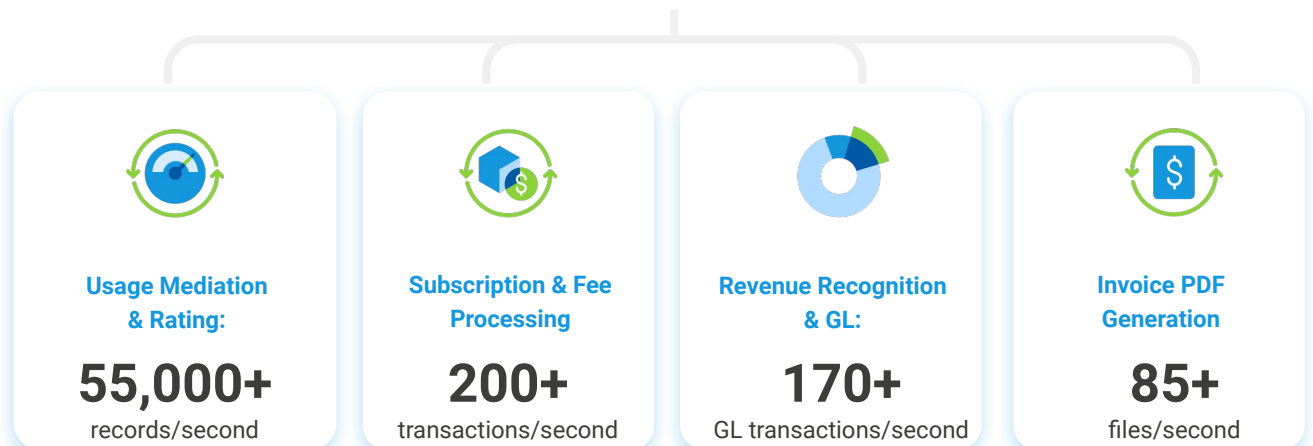 $
$
Usage Mediation
& Rating:
55,000+
records/second
Subscription & Fee
Processing
200+
transactions/second
Revenue Recognition
& GL:
170+
GL transactions/second
Invoice PDF
Generation
85+
files/second